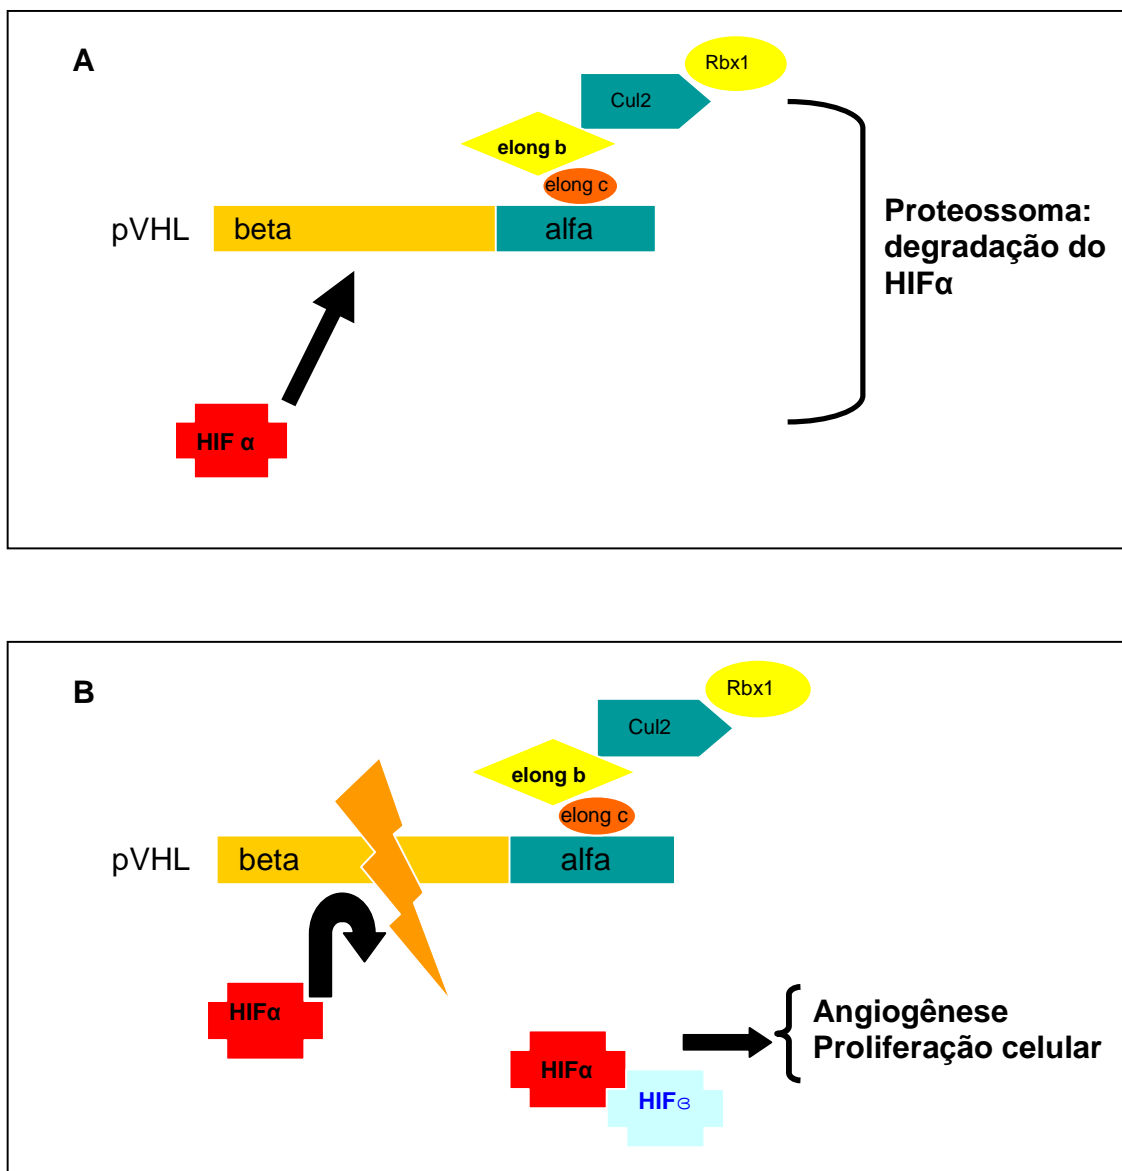 A
Rbx1
Cul2
elong b
elong c
pVHL
beta
alfa
Proteossoma:
degradação do
HIFα
HIF α
B
Rbx1
Cul2
elong b
elong c
pVHL
beta
alfa
HIFα
Angiogênese
Proliferação celular
HIFα
HIF